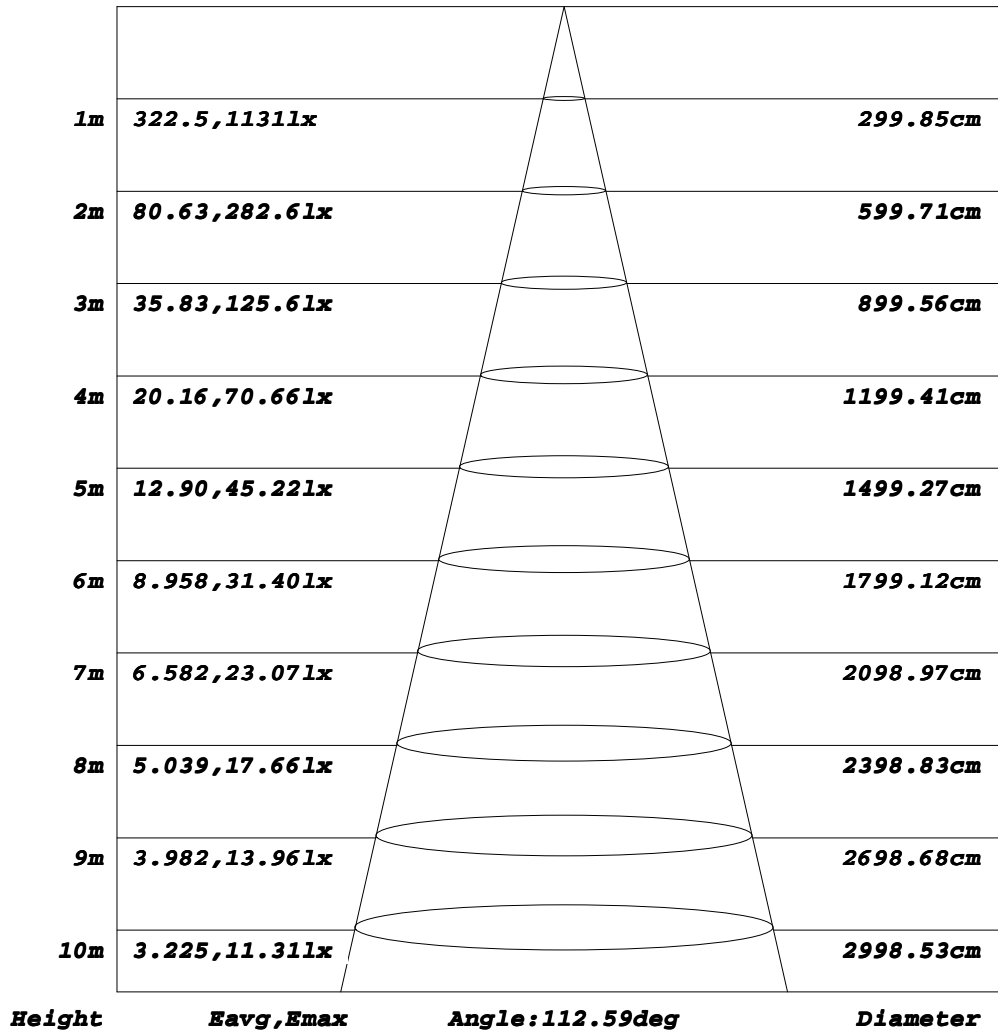 1m 322.5,1131lx 299.85cm
2m 80.63,282.6lx 599.71cm
3m 35.83,125.6lx 899.56cm
4m 20.16,70.66lx 1199.41cm
5m 12.90,45.22lx 1499.27cm
6m 8.958,31.40lx 1799.12cm
7m 6.582,23.07lx 2098.97cm
8m 5.039,17.66lx 2398.83cm
9m 3.982,13.96lx 2698.68cm
10m 3.225,11.31lx 2998.53cm
Height Eavg,Emax Angle:112.59deg Diameter